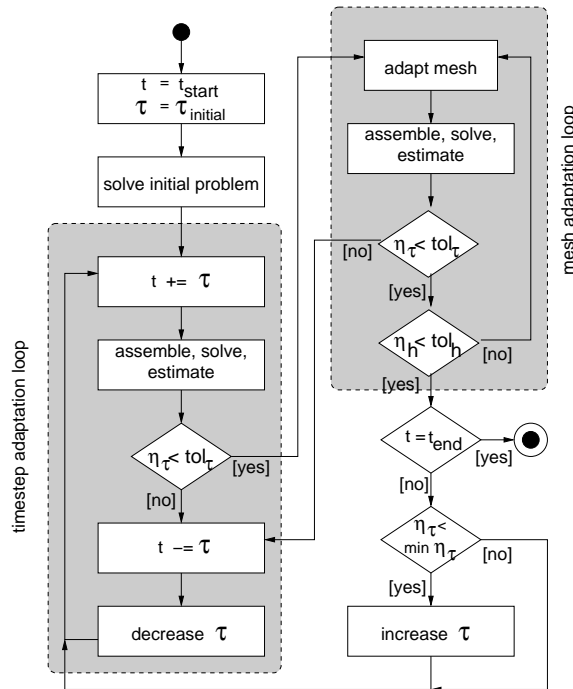 t = t_start
τ = τ_initial
solve initial problem
timestep adaptation loop
t += τ
assemble, solve,
estimate
η_τ < tol_τ
[yes]
[no]
t −= τ
decrease τ
mesh adaptation loop
adapt mesh
assemble, solve,
estimate
η_τ < tol_τ
[no]
[yes]
η_h < tol_h
[no]
[yes]
t = t_end
[yes]
[no]
η_τ <
min η_τ
[no]
[yes]
increase τ